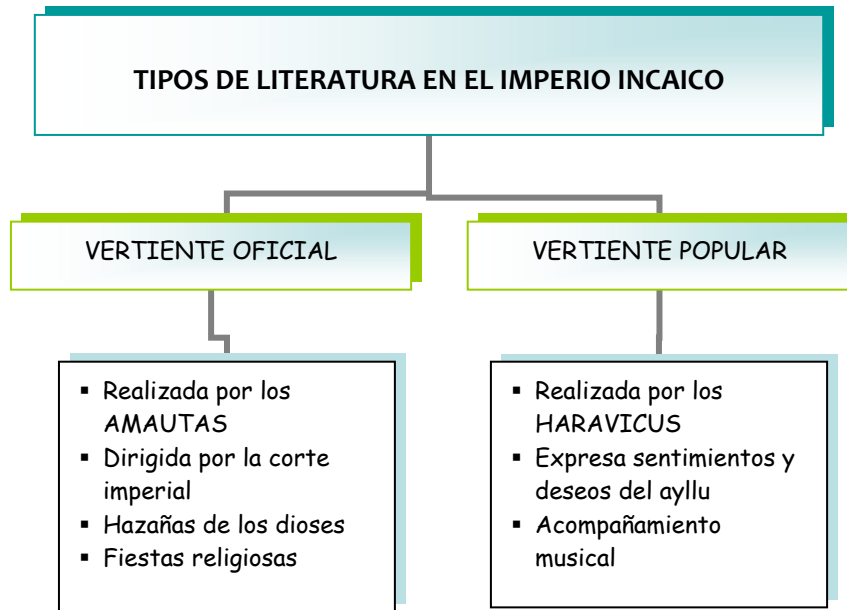 TIPOS DE LITERATURA EN EL IMPERIO INCAICO
VERTIENTE OFICIAL
▪ Realizada por los
AMAUTAS
▪ Dirigida por la corte
imperial
▪ Hazañas de los dioses
▪ Fiestas religiosas
VERTIENTE POPULAR
▪ Realizada por los
HARAVICUS
▪ Expresa sentimientos y
deseos del ayllu
▪ Acompañamiento
musical